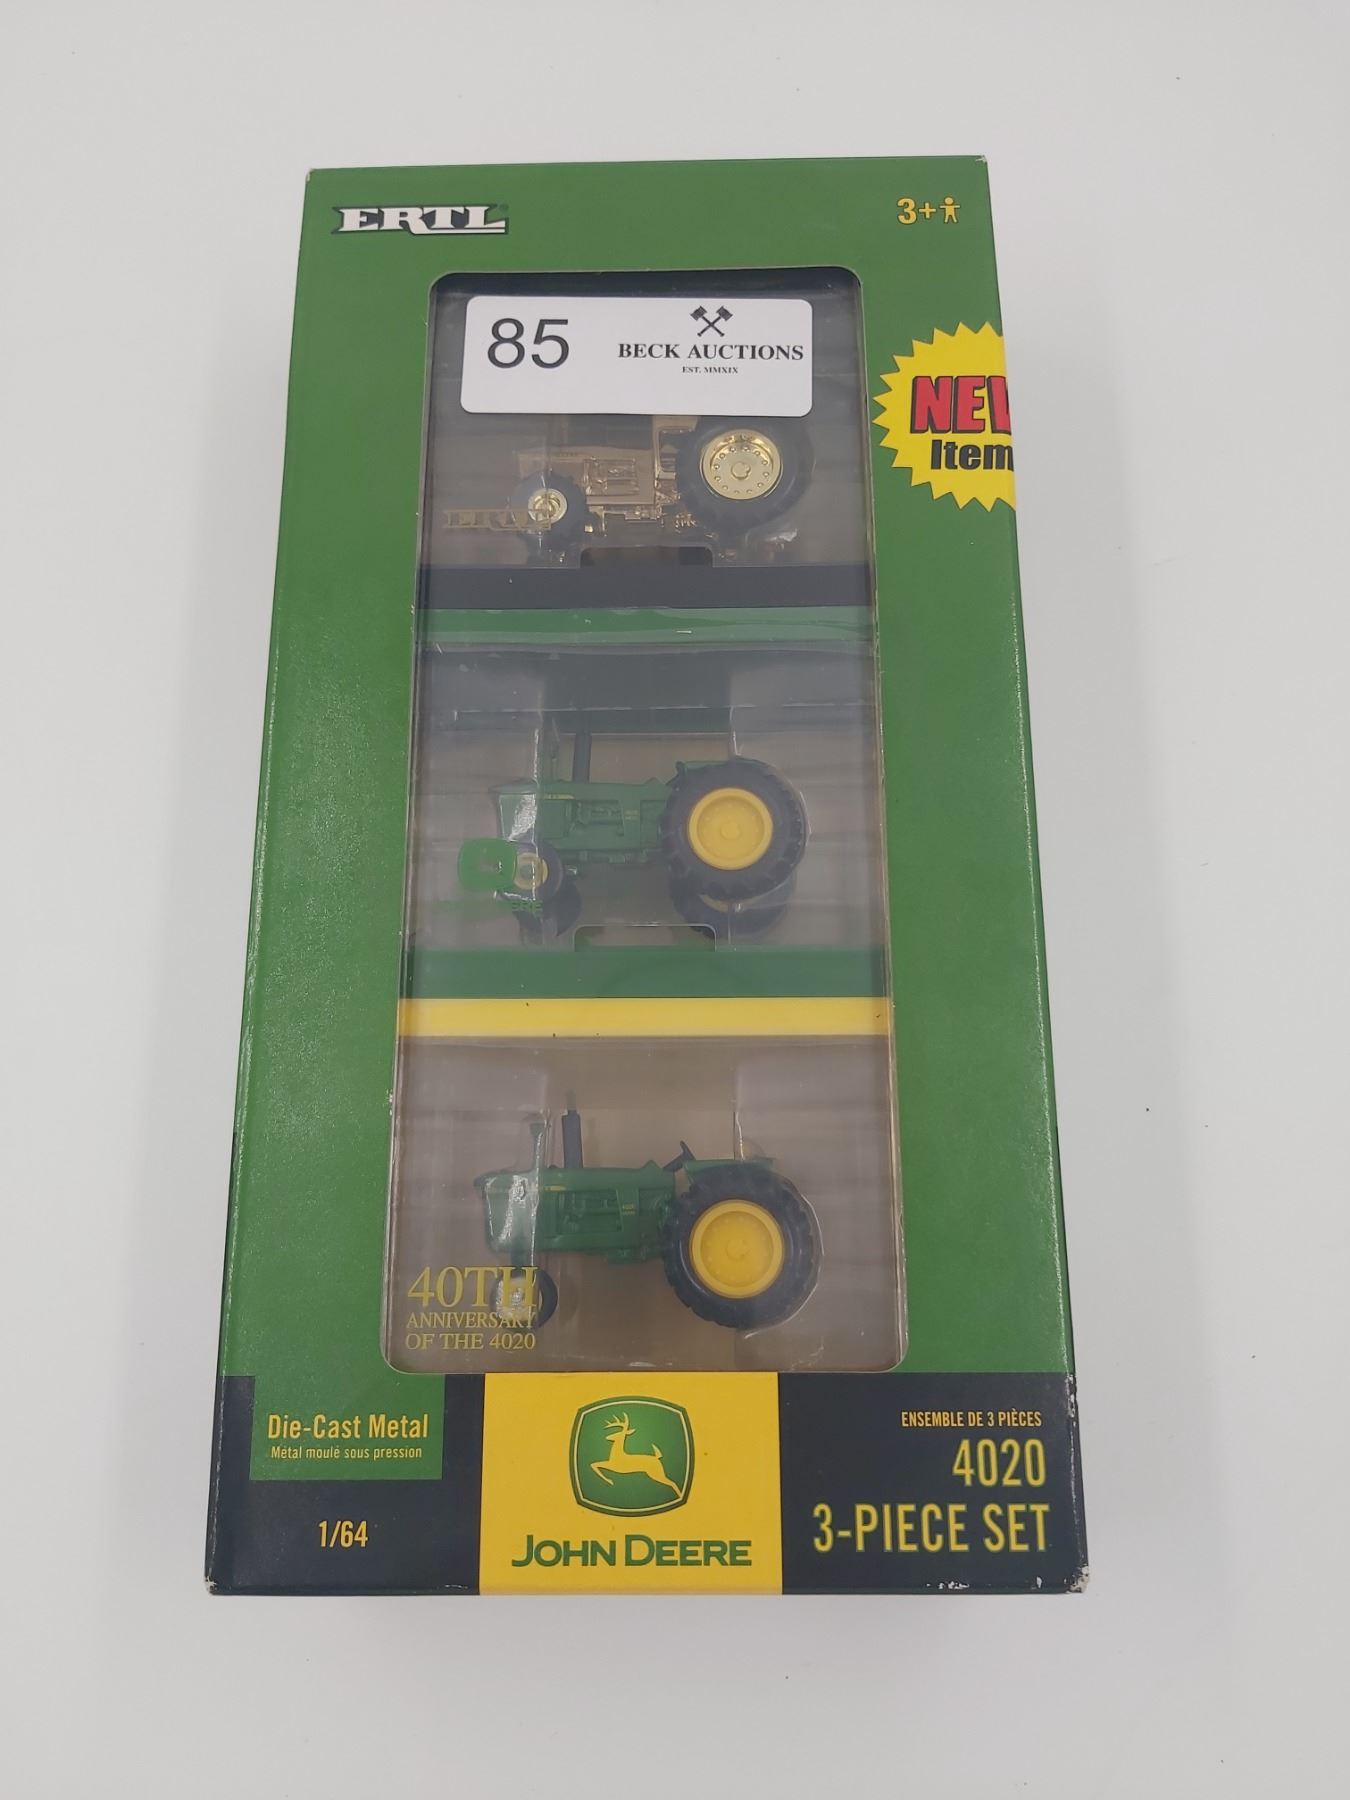 ERTL
3+
85
BECK AUCTIONS
EST. MMXIX
NEW
Item
ERTL
4020
40TH
ANNIVERSARY
OF THE 4020
Die-Cast Metal
Métal moulé sous pression
1/64
JOHN DEERE
ENSEMBLE DE 3 PIÈCES
4020
3-PIECE SET